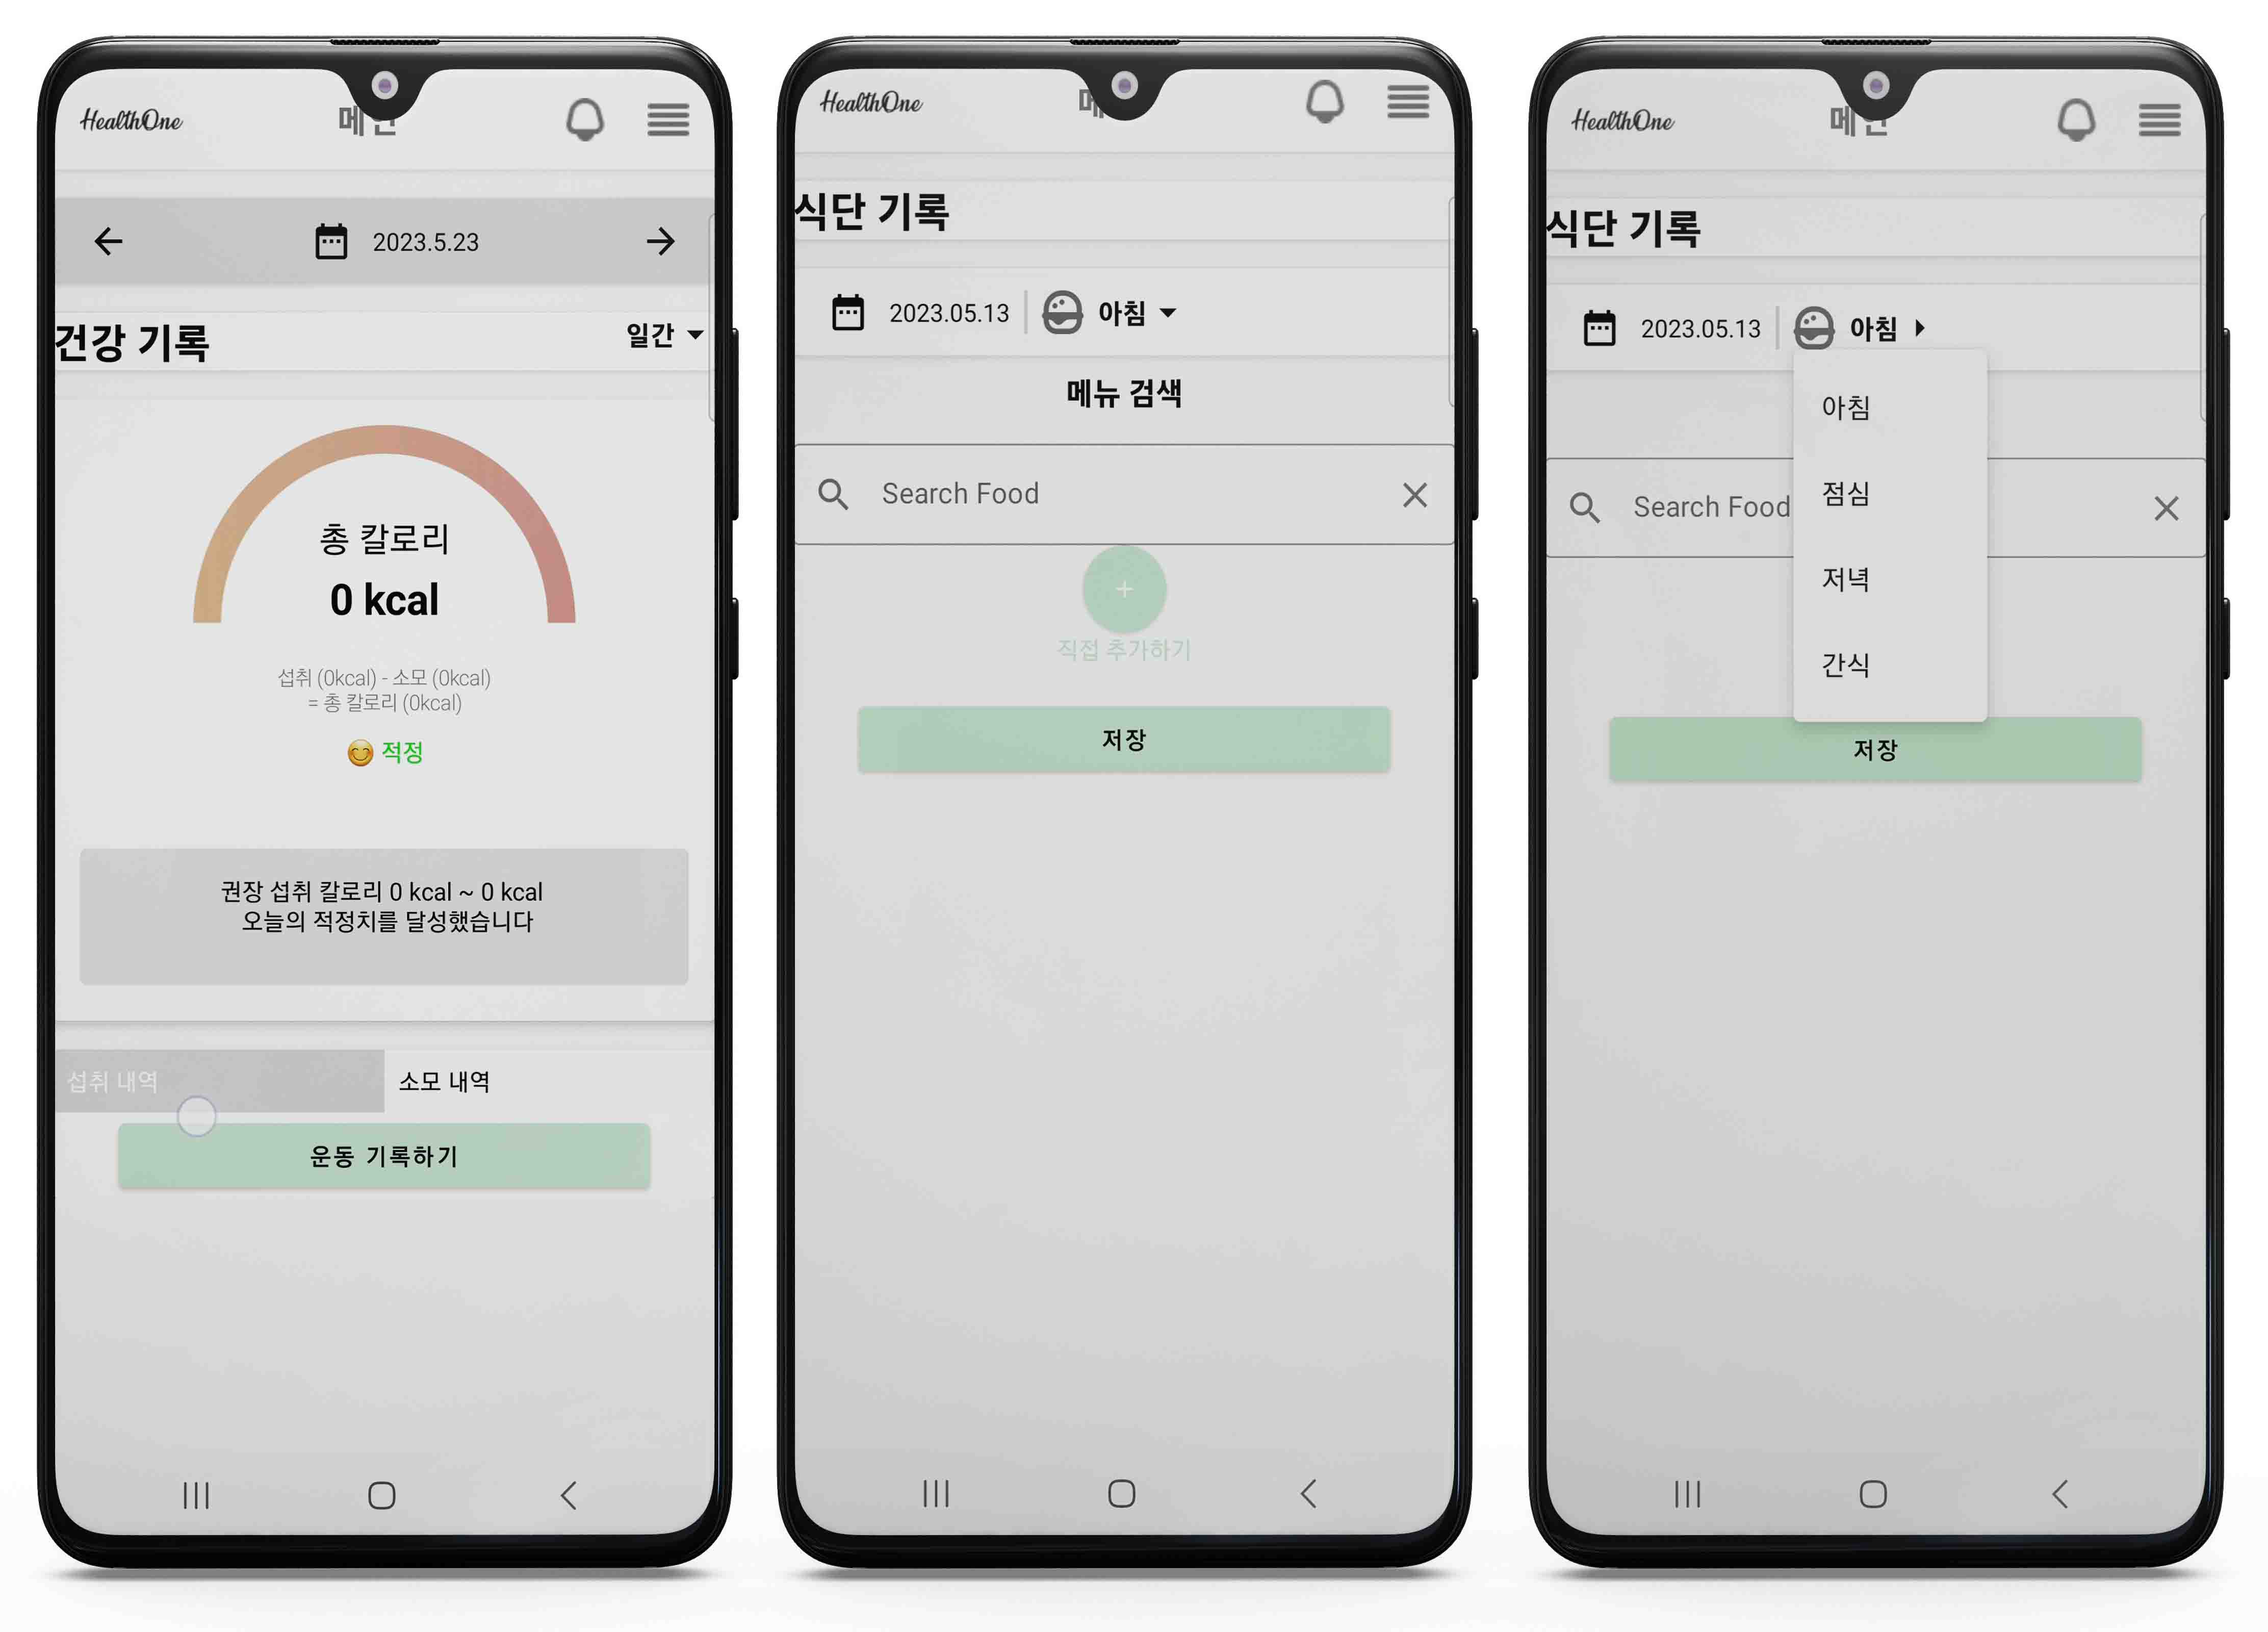 HealthOne
메인
2023.5.23
건강 기록
일간
총 칼로리
0 kcal
섭취 (0kcal) - 소모 (0kcal)
= 총 칼로리 (0kcal)
적정
권장 섭취 칼로리 0 kcal ~ 0 kcal
오늘의 적정치를 달성했습니다
섭취 내역
소모 내역
운동 기록하기
HealthOne
식단 기록
2023.05.13
아침
메뉴 검색
Search Food
+
직접 추가하기
저장
HealthOne
메인
식단 기록
2023.05.13
아침
아침
점심
저녁
간식
Search Food
저장